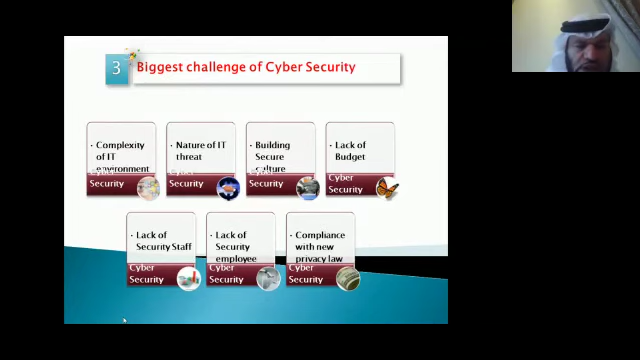 3
Biggest challenge of Cyber Security
• Complexity
of IT
environment
Cyber
Security
• Nature of IT
threat
Cyber
Security
• Building
Secure
culture
Cyber
Security
• Lack of
Budget
Cyber
Security
• Lack of
Security Staff
Cyber
Security
• Lack of
Security
employee
Cyber
Security
• Compliance
with new
privacy law
Cyber
Security